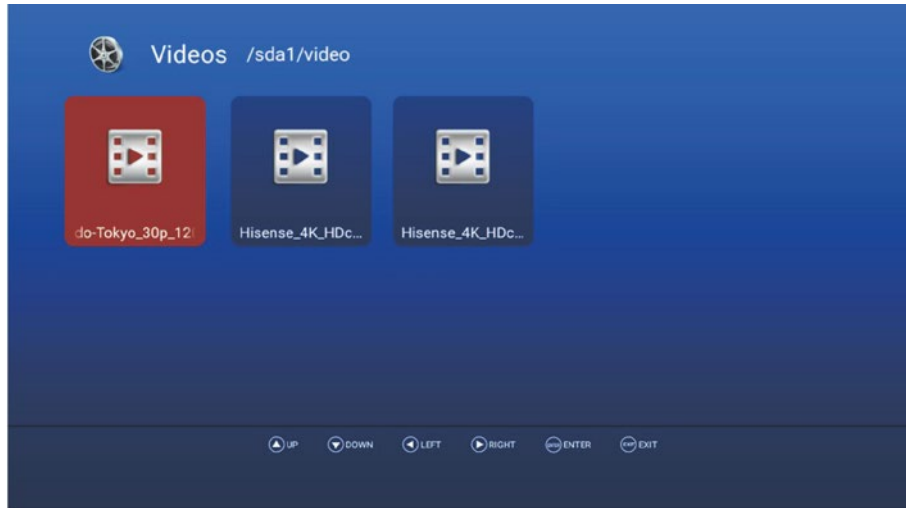 Videos /sda1/video
do-Tokyo_30p_12
Hisense_4K_HDc...
Hisense_4K_HDc...
UP DOWN LEFT RIGHT ENTER EXIT